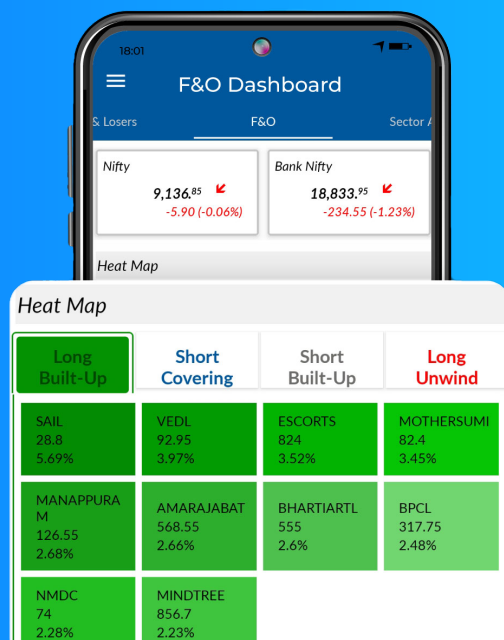 18:01
F&O Dashboard
& Losers F&O Sector A
Nifty
9,136.85
-5.90 (-0.06%)
Bank Nifty
18,833.95
-234.55 (-1.23%)
Heat Map
Heat Map
Long
Built-Up
Short
Covering
Short
Built-Up
Long
Unwind
SAIL
28.8
5.69%
VEDL
92.95
3.97%
ESCORTS
824
3.52%
MOTHERSUMI
82.4
3.45%
MANAPPURA
M
126.55
2.68%
AMARAJABAT
568.55
2.66%
BHARTIARTL
555
2.6%
BPCL
317.75
2.48%
NMDC
74
2.28%
MINDTREE
856.7
2.23%